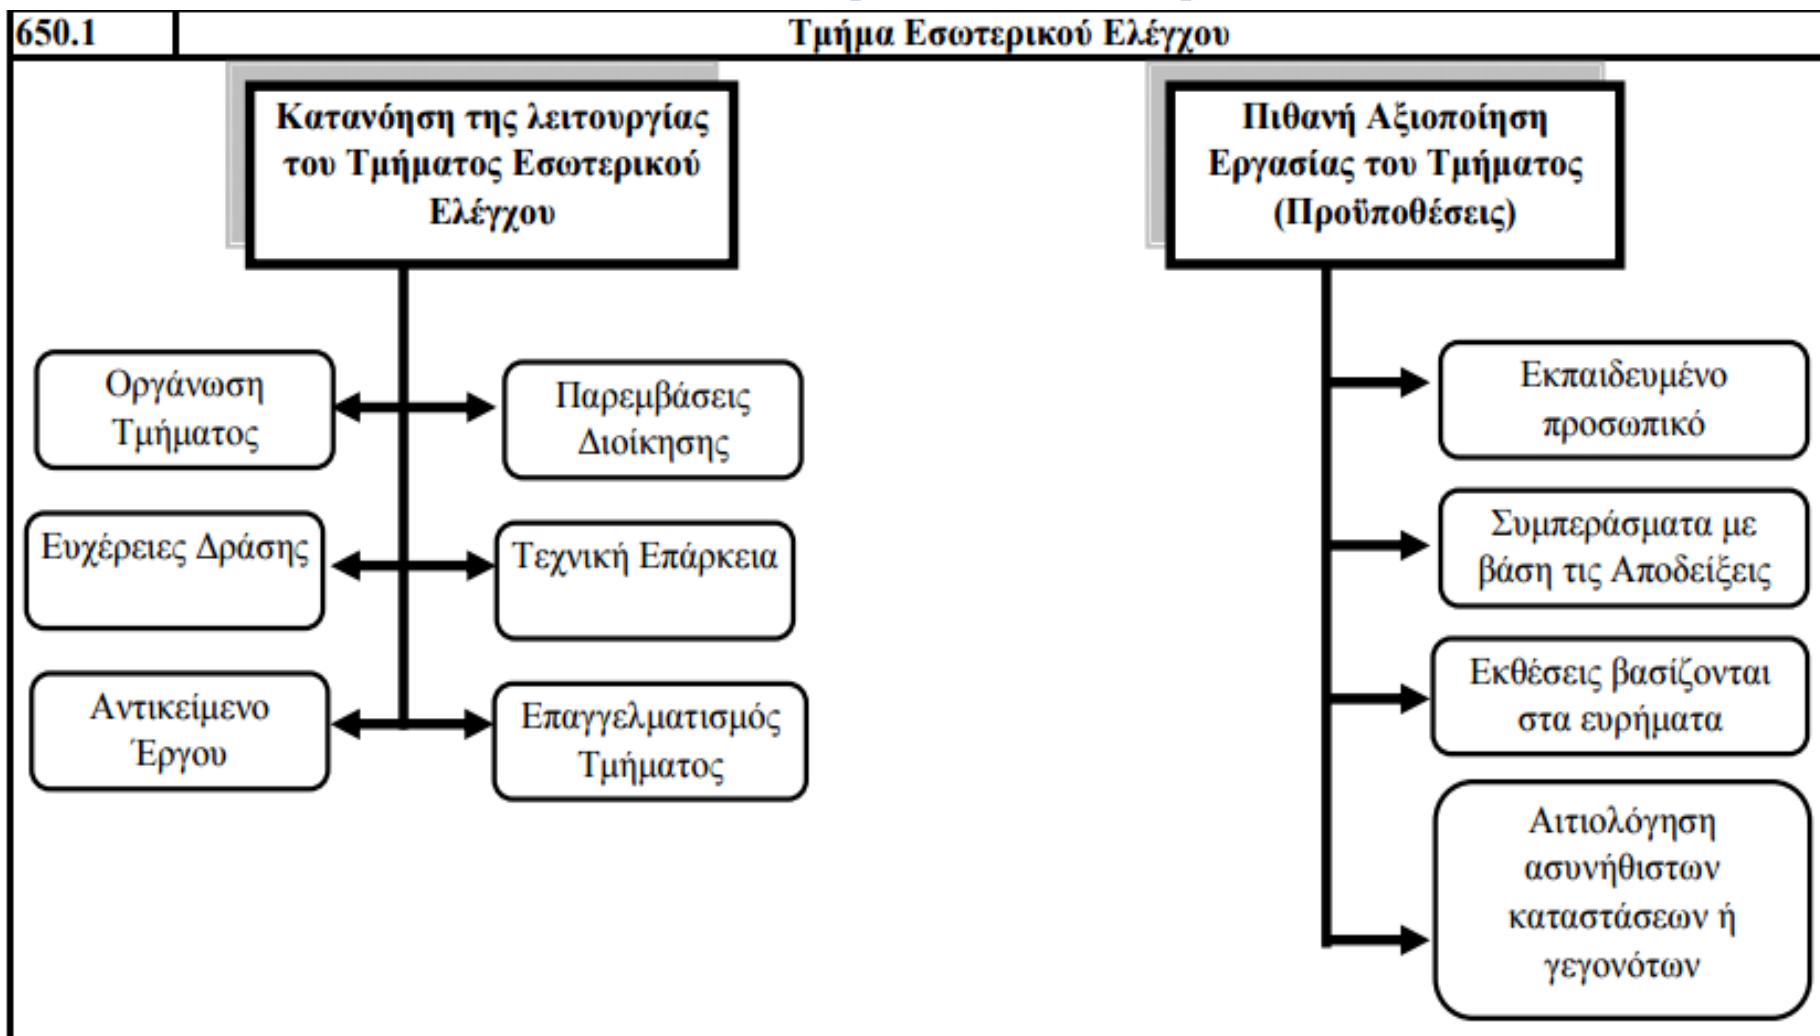 650.1
Τμήμα Εσωτερικού Ελέγχου
Κατανόηση της λειτουργίας
του Τμήματος Εσωτερικού
Ελέγχου
Οργάνωση
Τμήματος
Παρεμβάσεις
Διοίκησης
Ευχέρειες Δράσης
Τεχνική Επάρκεια
Αντικείμενο
Έργου
Επαγγελματισμός
Τμήματος
Πιθανή Αξιοποίηση
Εργασίας του Τμήματος
(Προϋποθέσεις)
Εκπαιδευμένο
προσωπικό
Συμπεράσματα με
βάση τις Αποδείξεις
Εκθέσεις βασίζονται
στα ευρήματα
Αιτιολόγηση
ασυνήθιστων
καταστάσεων ή
γεγονότων